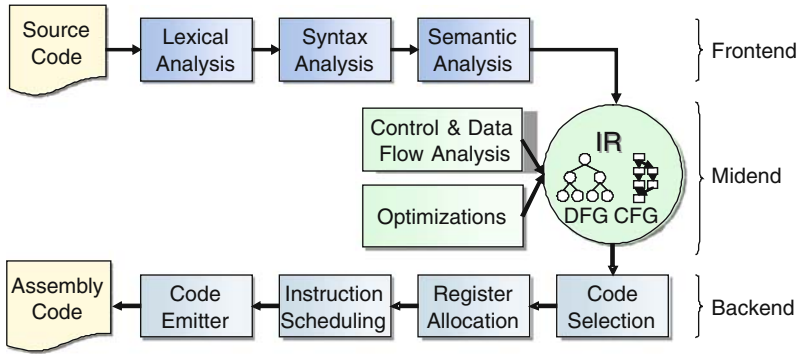 Source
Code
Lexical
Analysis
Syntax
Analysis
Semantic
Analysis
Frontend
Control & Data
Flow Analysis
Optimizations
IR
DFG CFG
Midend
Assembly
Code
Code
Emitter
Instruction
Scheduling
Register
Allocation
Code
Selection
Backend